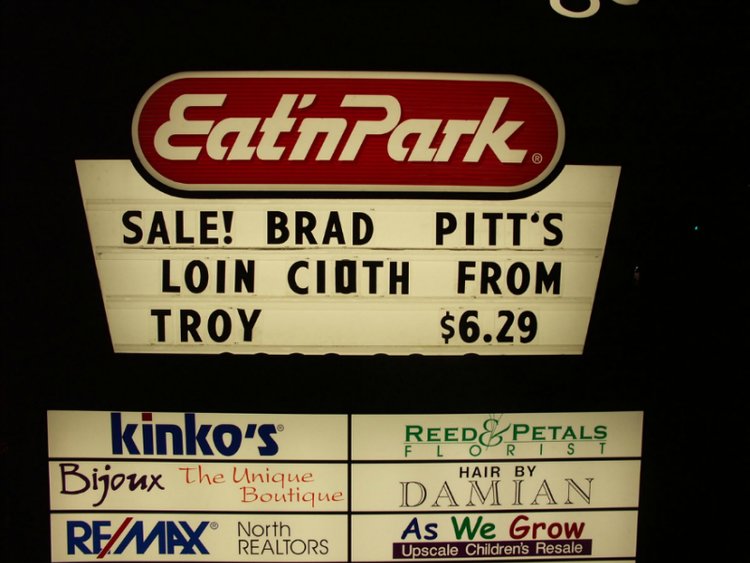 Eat'nPark®
SALE! BRAD PITT'S
LOIN CLOTH FROM
TROY $6.29
kinko's®
REED & PETALS
FLORIST
Bijoux The Unique
Boutique
HAIR BY
DAMIAN
RE/MAX® North
REALTORS
As We Grow
Upscale Children's Resale